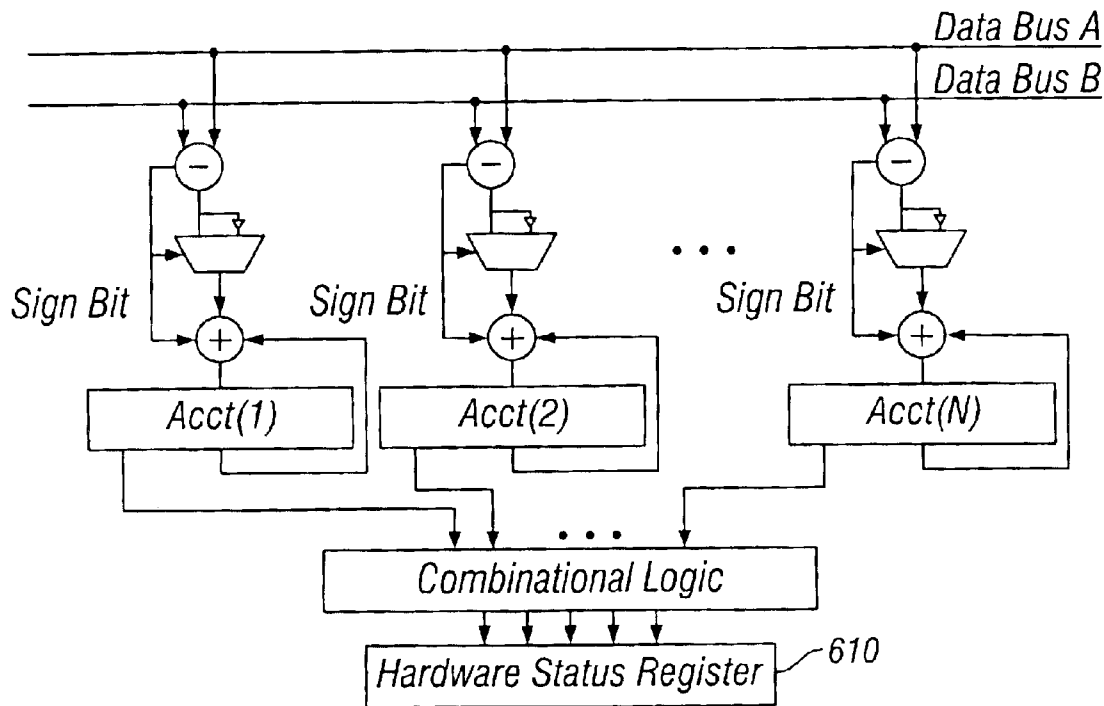 Data Bus A
Data Bus B
−
−
−
• • •
Sign Bit
Sign Bit
Sign Bit
+
+
+
Acct(1)
Acct(2)
Acct(N)
• • •
Combinational Logic
Hardware Status Register
610